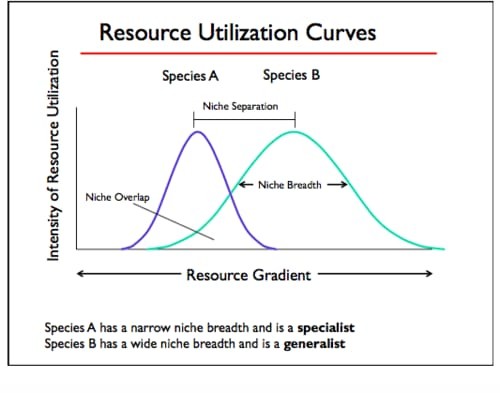 Resource Utilization Curves
Species A
Species B
Niche Separation
Intensity of Resource Utilization
Niche Breadth
Niche Overlap
Resource Gradient
Species A has a narrow niche breadth and is a specialist
Species B has a wide niche breadth and is a generalist